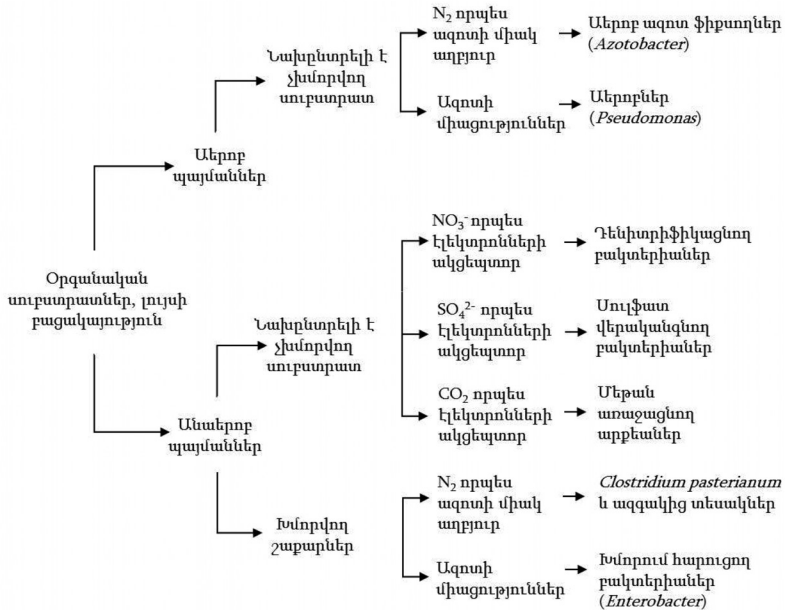 Օրգանական
սուբստրատներ, լույսի
բացակայություն
Աերոբ
պայմաններ
Նախընտրելի է
չխմորվող
սուբստրատ
N₂ որպես
ազոտի միակ
աղբյուր
Աերոբ ազոտ ֆիքսողներ
(Azotobacter)
Ազոտի
միացություններ
Աերոբներ
(Pseudomonas)
Անաերոբ
պայմաններ
Նախընտրելի է
չխմորվող
սուբստրատ
NO₃⁻ որպես
էլեկտրոնների
ակցեպտոր
Դենիտրիֆիկացնող
բակտերիաներ
SO₄²⁻ որպես
էլեկտրոնների
ակցեպտոր
Սուլֆատ
վերականգնող
բակտերիաներ
CO₂ որպես
էլեկտրոնների
ակցեպտոր
Մեթան
առաջացնող
արքեաներ
Խմորվող
շաքարներ
N₂ որպես
ազոտի միակ
աղբյուր
Clostridium pasterianum
և ազգակից տեսակներ
Ազոտի
միացություններ
Խմորում հարուցող
բակտերիաներ
(Enterobacter)